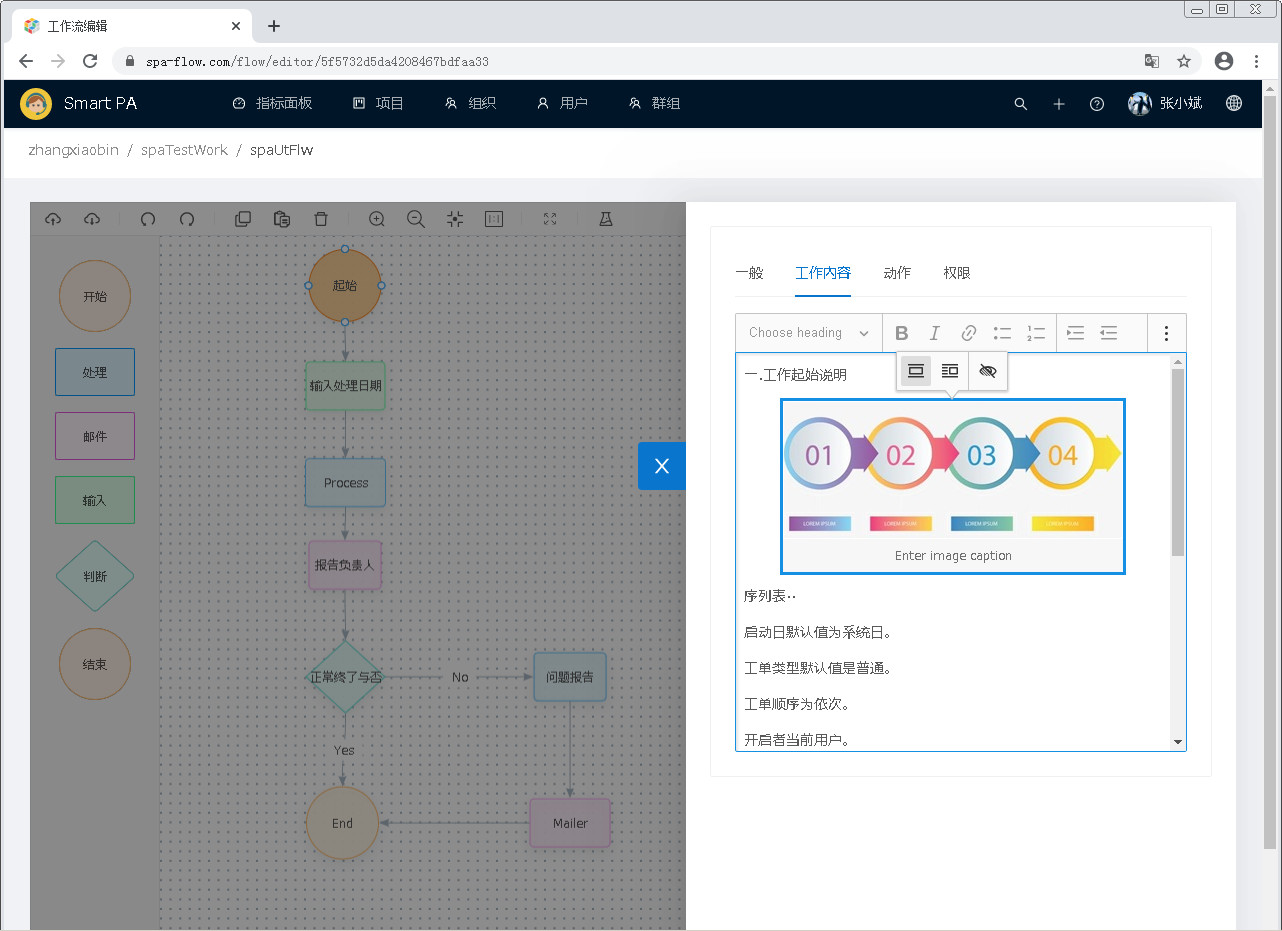 工作流编辑
spa-flow.com/flow/editor/5f5732d5da4208467bdfaa33
Smart PA 指标面板 项目 组织 用户 群组 张小斌
zhangxiaobin / spaTestWork / spaUtFlw
开始
处理
邮件
输入
判断
结束
起始
输入处理日期
Process
报告负责人
正常终了与否
No
问题报告
Yes
End
Mailer
X
一般 工作内容 动作 权限
Choose heading
B I
一.工作起始说明
01 02 03 04
LOREM IPSUM LOREM IPSUM LOREM IPSUM LOREM IPSUM
Enter image caption
序列表··
启动日默认值为系统日。
工单类型默认值是普通。
工单顺序为依次。
开启者当前用户。